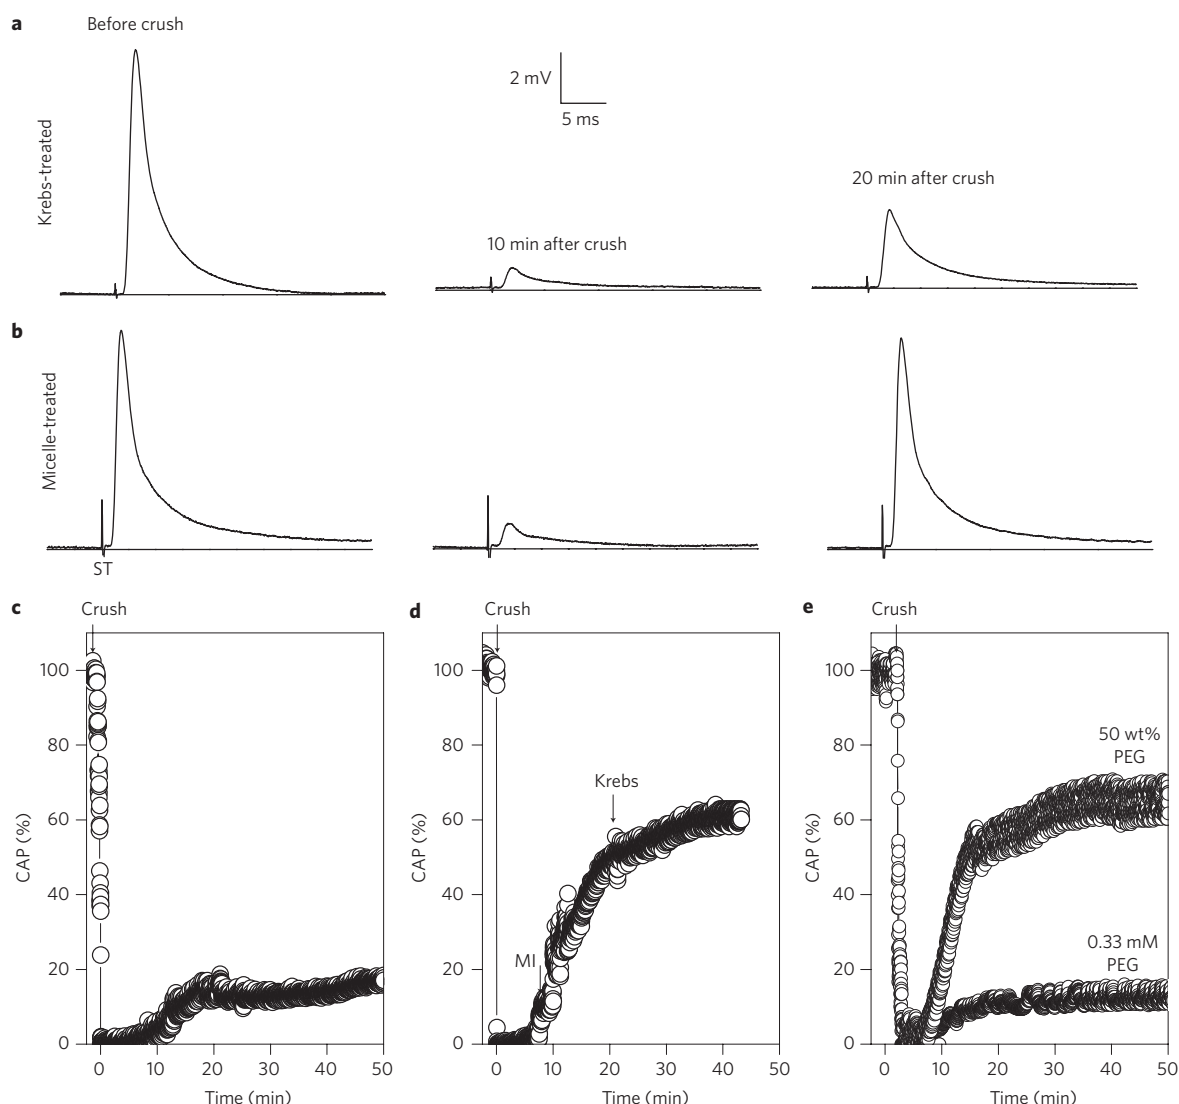 a
Before crush
2 mV
5 ms
Krebs-treated
10 min after crush
20 min after crush
b
Micelle-treated
ST
c
Crush
CAP (%)
100
80
60
40
20
0
0 10 20 30 40 50
Time (min)
d
Crush
Krebs
MI
CAP (%)
100
80
60
40
20
0
0 10 20 30 40 50
Time (min)
e
Crush
50 wt%
PEG
0.33 mM
PEG
CAP (%)
100
80
60
40
20
0
0 10 20 30 40 50
Time (min)